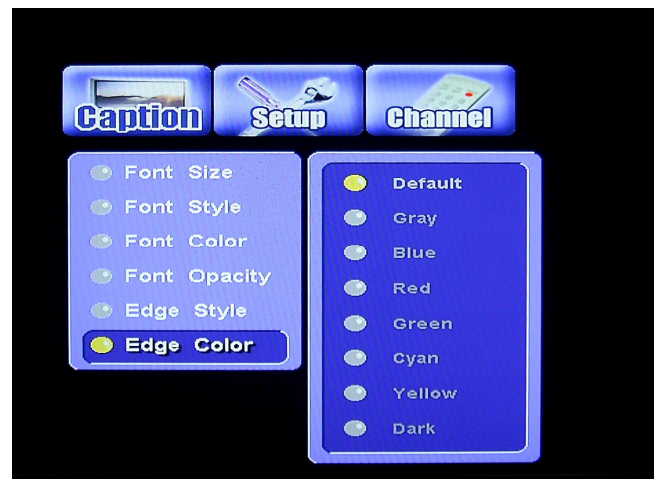 Caption Setup Channel
Font Size
Font Style
Font Color
Font Opacity
Edge Style
Edge Color
Default
Gray
Blue
Red
Green
Cyan
Yellow
Dark